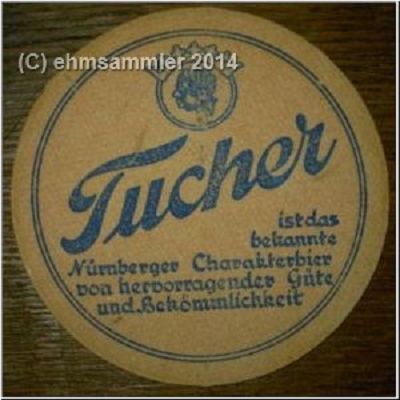 (C) ehmsammler 2014
Tucher
ist das
bekannte
Nürnberger Charakterbier
von hervorragender Güte
und Bekömmlichkeit